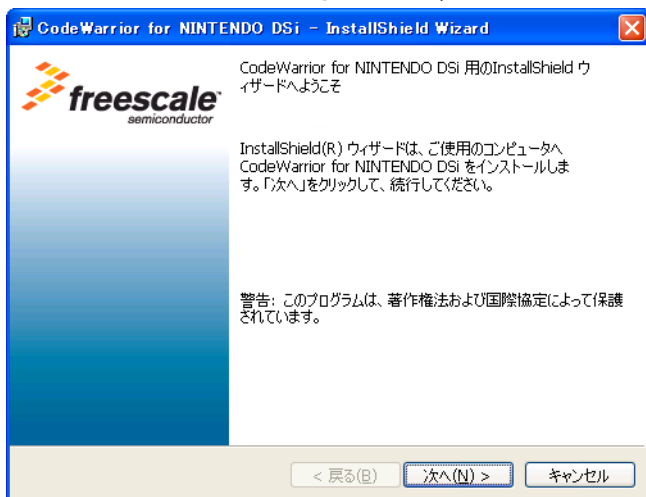 CodeWarrior for NINTENDO DSi - InstallShield Wizard
freescale™
semiconductor
CodeWarrior for NINTENDO DSi 用のInstallShield ウ
ィザードへようこそ
InstallShield(R) ウィザードは、ご使用のコンピュータへ
CodeWarrior for NINTENDO DSi をインストールしま
す。「次へ」をクリックして、続行してください。
警告: このプログラムは、著作権法および国際協定によって保護
されています。
< 戻る(B)
次へ(N) >
キャンセル